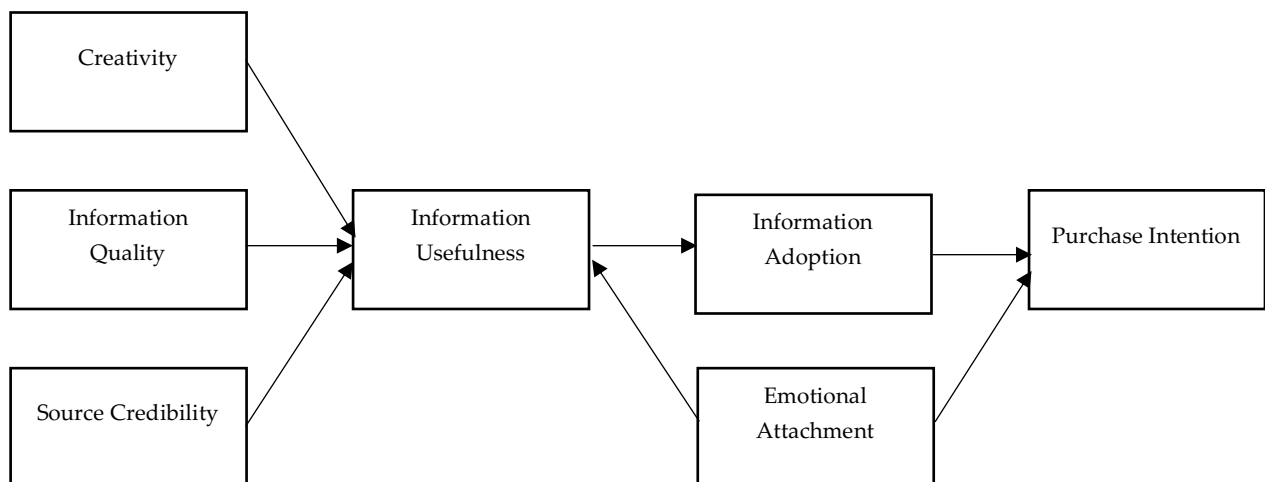 Creativity
Information
Quality
Source Credibility
Information
Usefulness
Information
Adoption
Emotional
Attachment
Purchase Intention